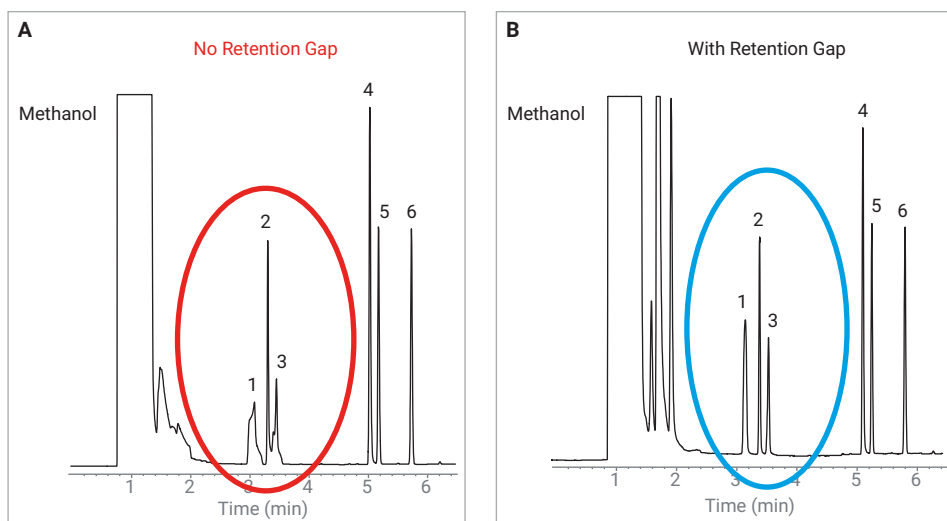 A
No Retention Gap
Methanol
1
2
3
4
5
6
1 2 3 4 5 6
Time (min)
B
With Retention Gap
Methanol
1
2
3
4
5
6
1 2 3 4 5 6
Time (min)